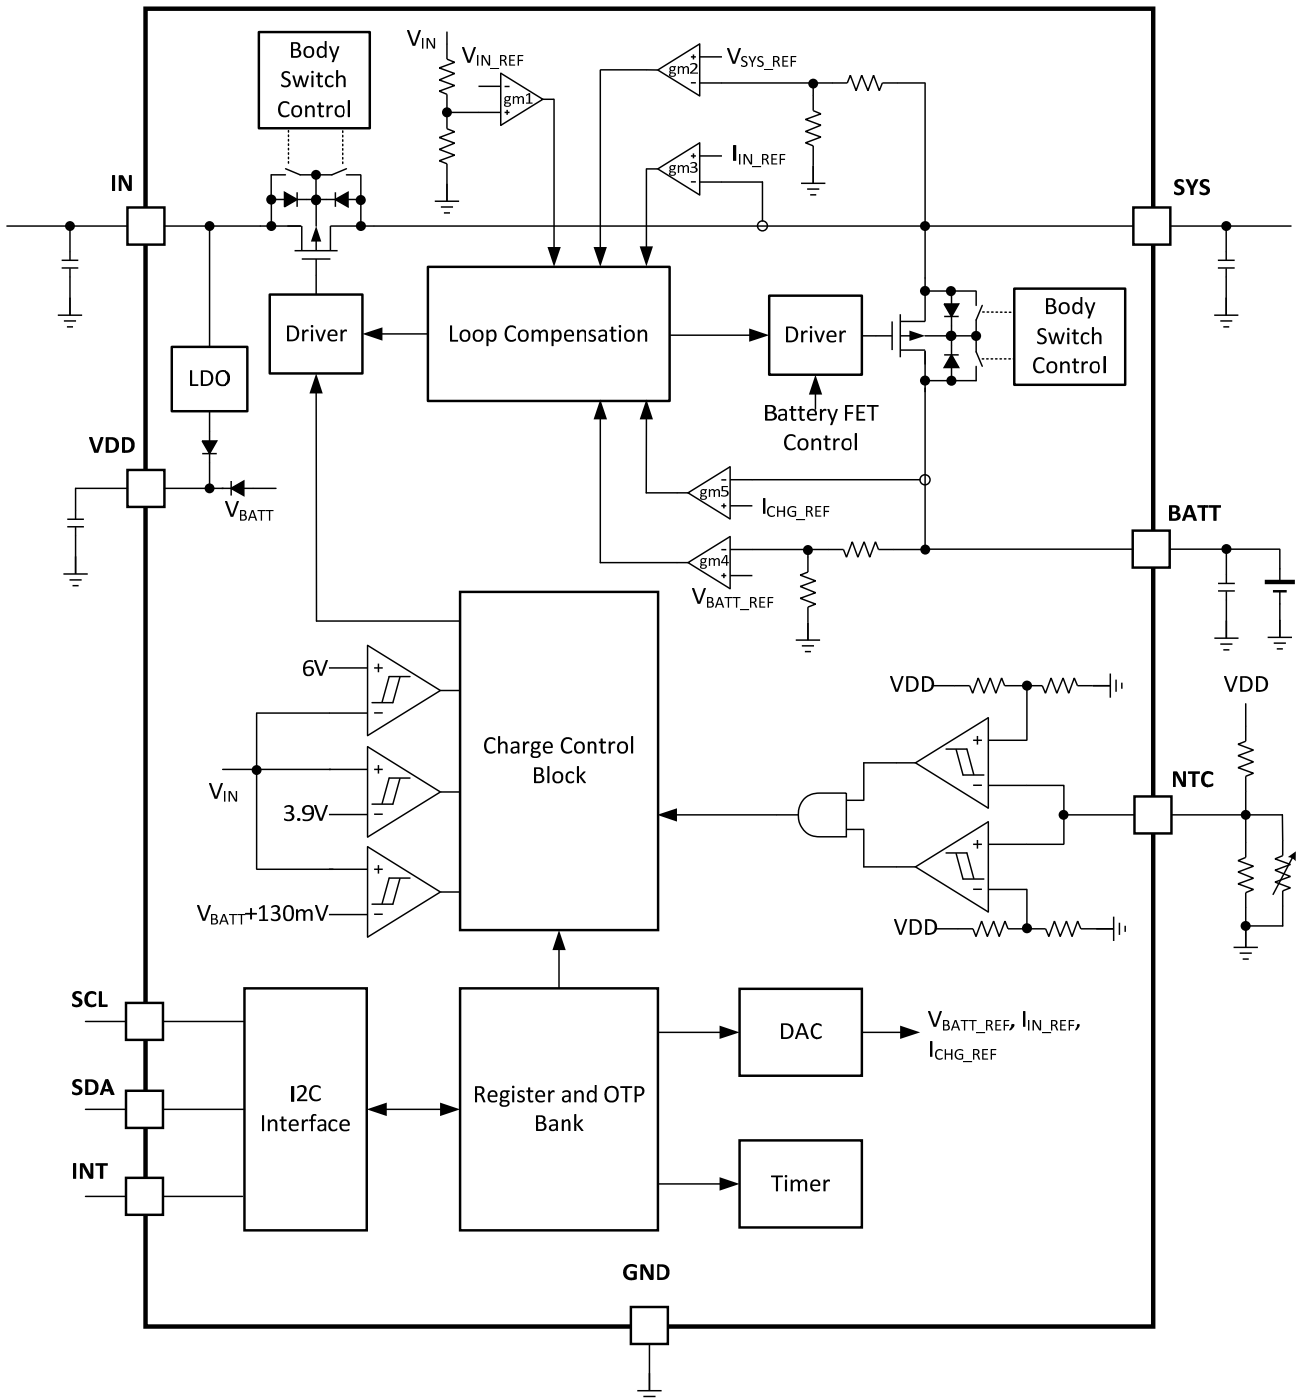 Body
Switch
Control
VIN
VIN_REF
gm1
gm2
VSYS_REF
gm3
IIN_REF
IN
SYS
Driver
Loop Compensation
Driver
Body
Switch
Control
LDO
Battery FET
Control
VDD
VBATT
gm5
ICHG_REF
BATT
gm4
VBATT_REF
6V
VDD
VDD
Charge Control
Block
VIN
3.9V
NTC
VBATT+130mV
VDD
SCL
SDA
INT
I2C
Interface
Register and OTP
Bank
DAC
VBATT_REF, IIN_REF,
ICHG_REF
Timer
GND
+
-